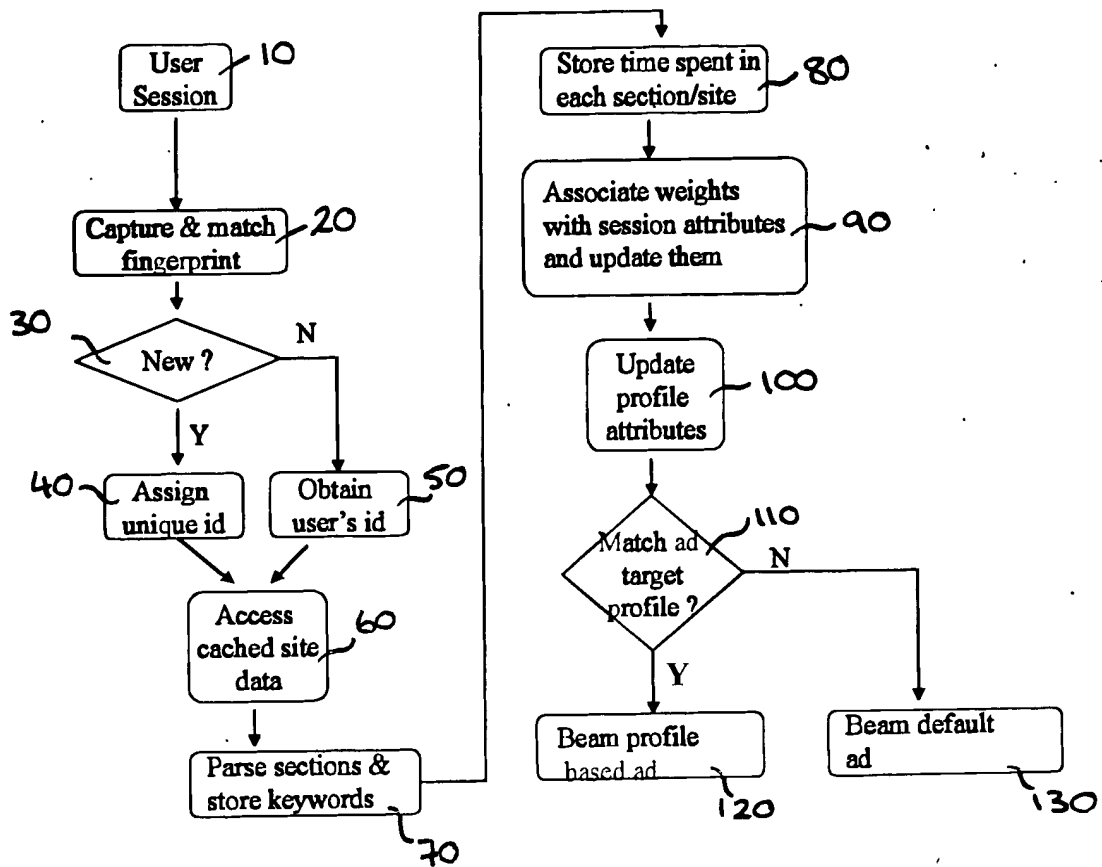 User
Session
10
Capture & match
fingerprint
20
30
New ?
N
Y
40
Assign
unique id
Obtain
user's id
50
Access
cached site
data
60
Parse sections &
store keywords
70
Store time spent in
each section/site
80
Associate weights
with session attributes
and update them
90
Update
profile
attributes
100
Match ad
target
profile ?
110
N
Y
Beam profile
based ad
120
Beam default
ad
130